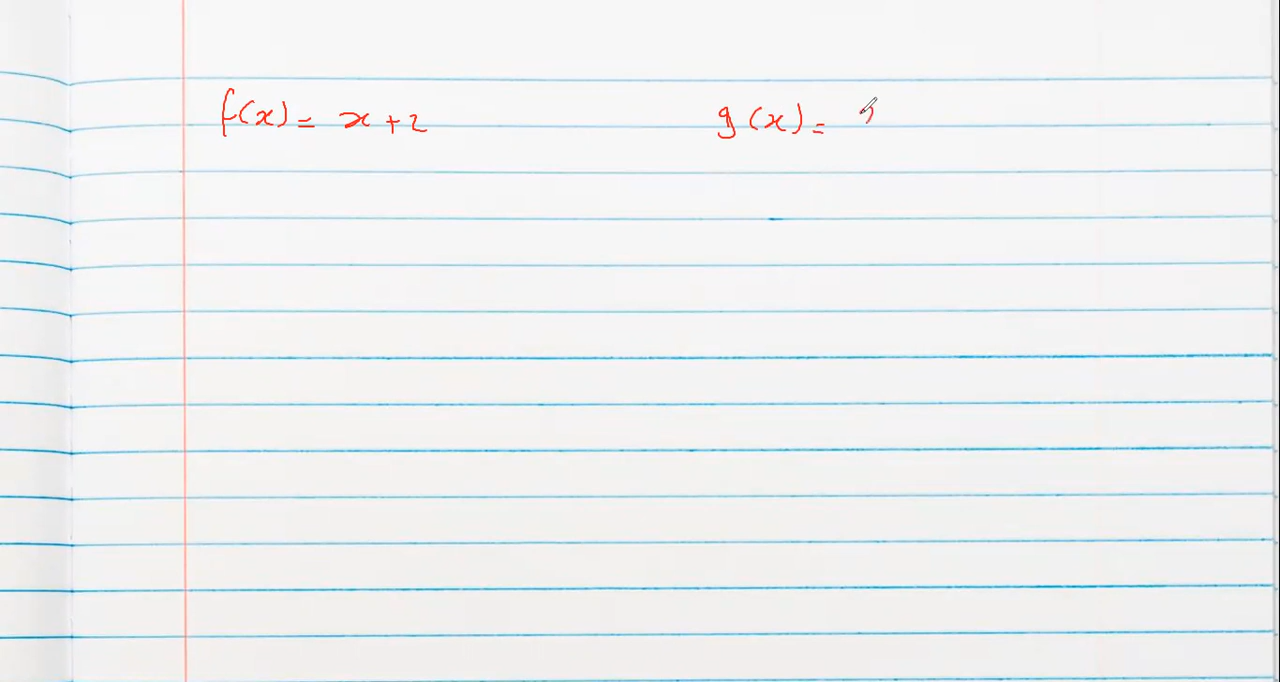 f(x) = x + 2 g(x) =